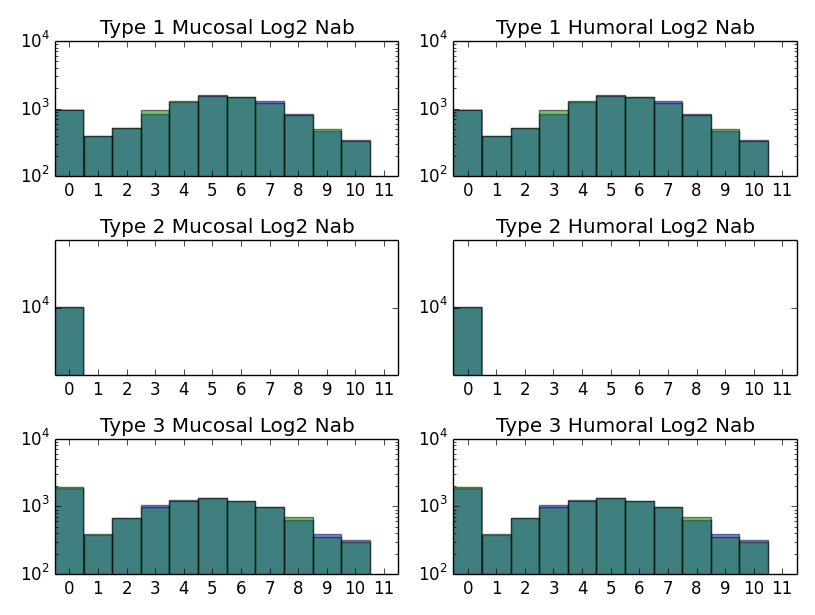 Type 1 Mucosal Log2 Nab
10^4
10^3
10^2
0 1 2 3 4 5 6 7 8 9 10 11
Type 1 Humoral Log2 Nab
10^4
10^3
10^2
0 1 2 3 4 5 6 7 8 9 10 11
Type 2 Mucosal Log2 Nab
10^4
0 1 2 3 4 5 6 7 8 9 10 11
Type 2 Humoral Log2 Nab
10^4
0 1 2 3 4 5 6 7 8 9 10 11
Type 3 Mucosal Log2 Nab
10^4
10^3
10^2
0 1 2 3 4 5 6 7 8 9 10 11
Type 3 Humoral Log2 Nab
10^4
10^3
10^2
0 1 2 3 4 5 6 7 8 9 10 11